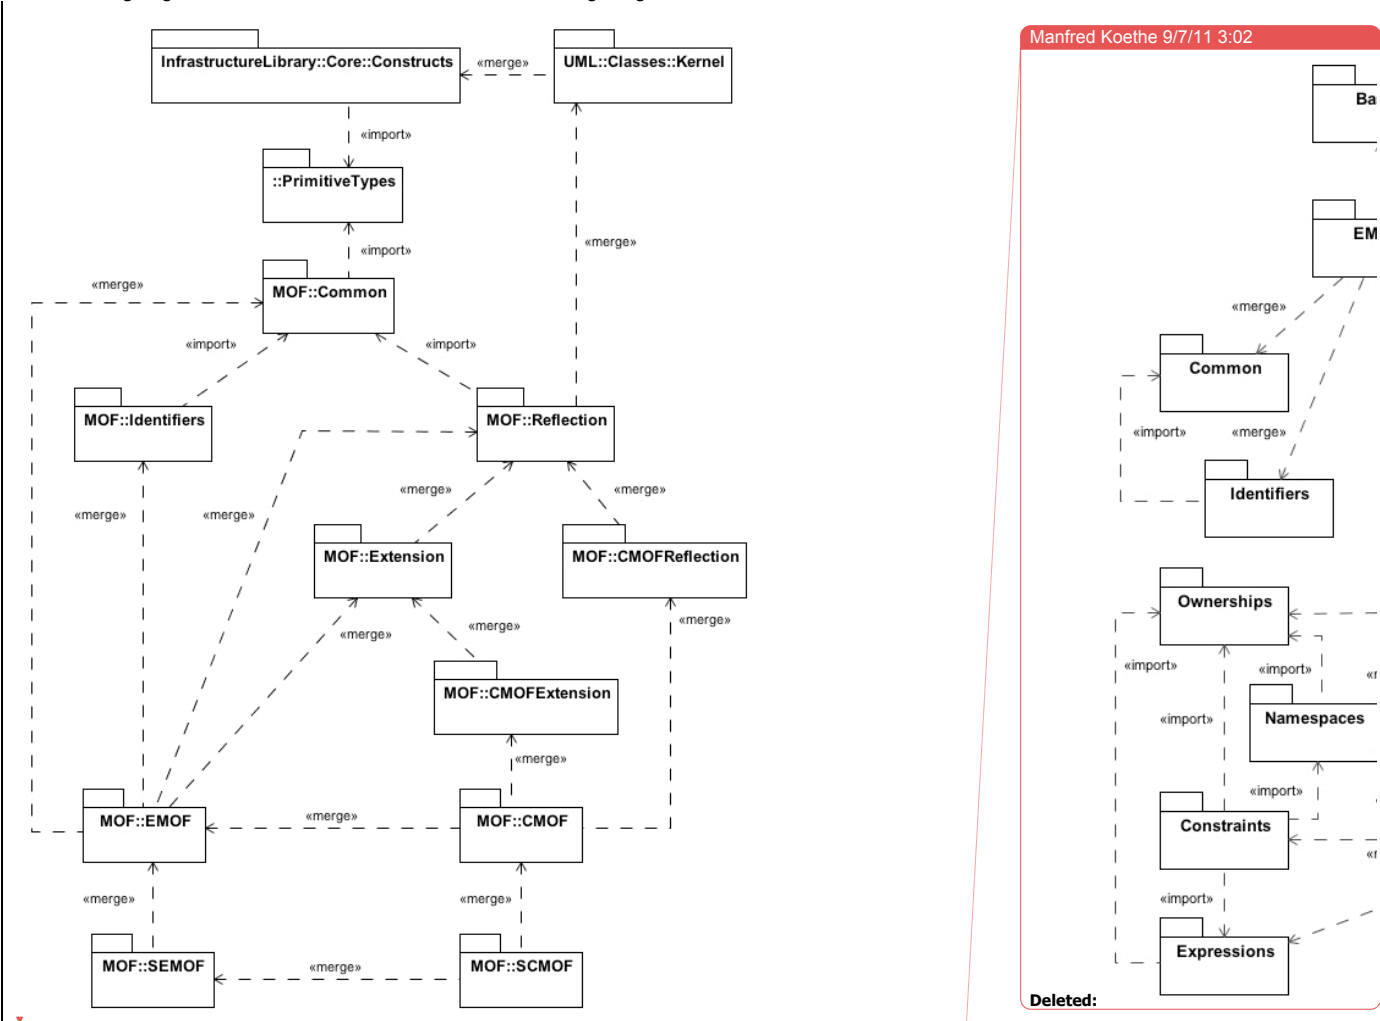 InfrastructureLibrary::Core::Constructs
«merge»
UML::Classes::Kernel
«import»
::PrimitiveTypes
«import»
«merge»
«merge»
MOF::Common
«import»
«import»
MOF::Identifiers
MOF::Reflection
«merge»
«merge»
«merge»
«merge»
MOF::Extension
MOF::CMOFReflection
«merge»
«merge»
«merge»
MOF::CMOFExtension
«merge»
MOF::EMOF
«merge»
MOF::CMOF
«merge»
«merge»
MOF::SEMOF
«merge»
MOF::SCMOF
Manfred Koethe 9/7/11 3:02
Ba
EM
«merge»
Common
«import»
«merge»
Identifiers
Ownerships
«import»
«import»
«import»
Namespaces
«import»
Constraints
«import»
Expressions
Deleted: